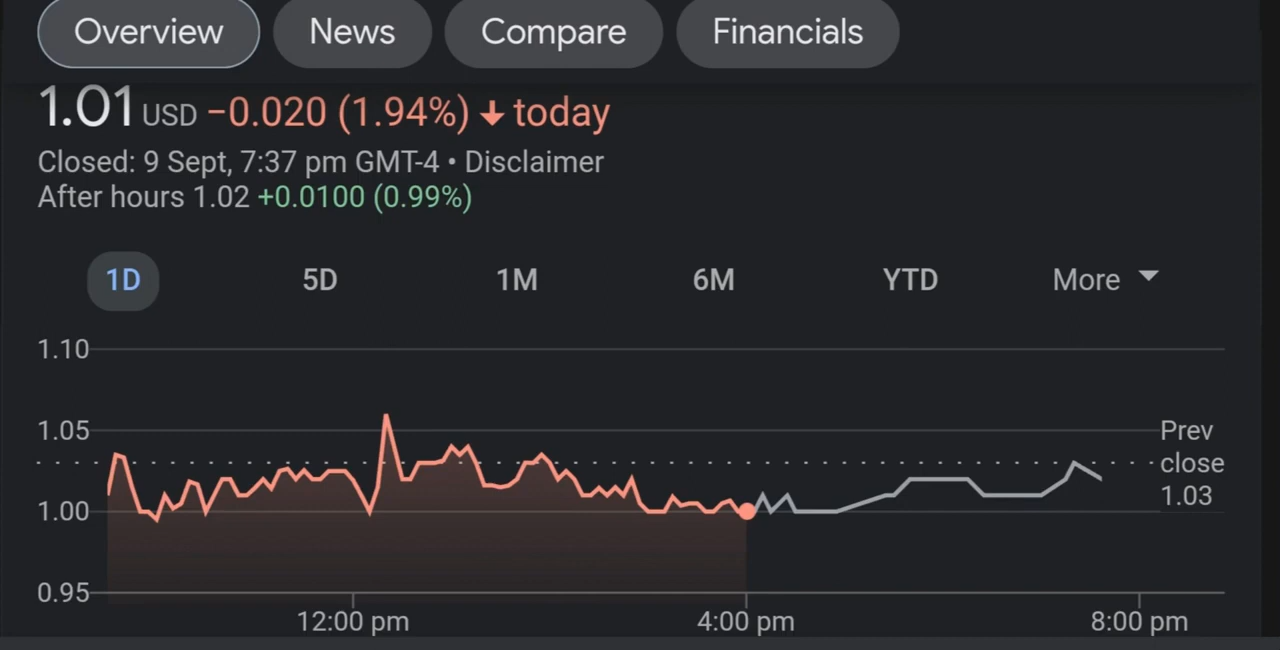 Overview News Compare Financials
1.01 USD −0.020 (1.94%) ↓ today
Closed: 9 Sept, 7:37 pm GMT-4 • Disclaimer
After hours 1.02 +0.0100 (0.99%)
1D 5D 1M 6M YTD More
1.10
1.05
1.00
0.95
Prev
close
1.03
12:00 pm 4:00 pm 8:00 pm